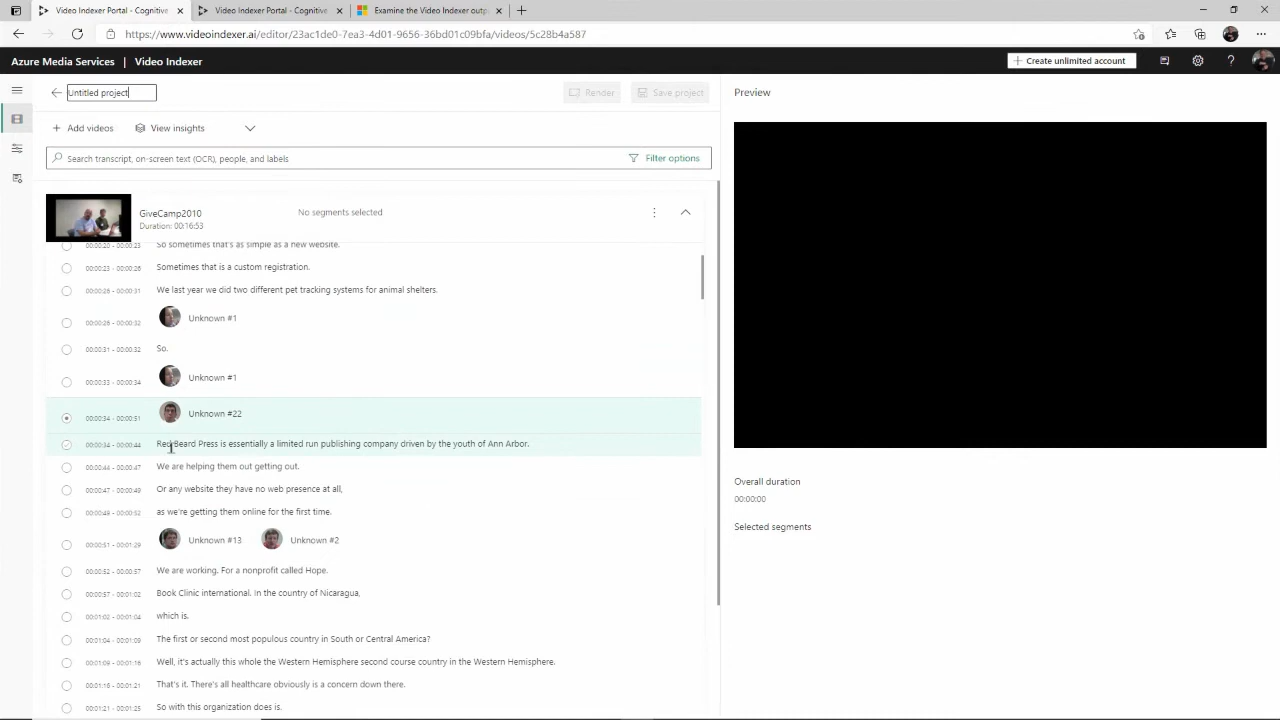 Video Indexer Portal - Cognitive
Video Indexer Portal - Cognitive
Examine the Video Indexer outp
https://www.videoindexer.ai/editor/23ac1de0-7ea3-4d01-9656-36bd01c09bfa/videos/5c28b4a587
Azure Media Services | Video Indexer
Create unlimited account
Untitled project
Render
Save project
Preview
Add videos
View insights
Search transcript, on-screen text (OCR), people, and labels
Filter options
GiveCamp2010
No segments selected
Duration: 00:16:53
00:00:20 - 00:00:23 So sometimes that's as simple as a new website.
00:00:23 - 00:00:26 Sometimes that is a custom registration.
00:00:26 - 00:00:31 We last year we did two different pet tracking systems for animal shelters.
00:00:26 - 00:00:32 Unknown #1
00:00:31 - 00:00:32 So.
00:00:33 - 00:00:34 Unknown #1
00:00:34 - 00:00:51 Unknown #22
00:00:34 - 00:00:44 Red Beard Press is essentially a limited run publishing company driven by the youth of Ann Arbor.
00:00:44 - 00:00:47 We are helping them out getting out.
00:00:47 - 00:00:49 Or any website they have no web presence at all,
00:00:49 - 00:00:52 as we're getting them online for the first time.
00:00:51 - 00:01:29 Unknown #13 Unknown #2
00:00:52 - 00:00:57 We are working. For a nonprofit called Hope.
00:00:57 - 00:01:02 Book Clinic international. In the country of Nicaragua,
00:01:02 - 00:01:04 which is.
00:01:04 - 00:01:09 The first or second most populous country in South or Central America?
00:01:09 - 00:01:16 Well, it's actually this whole the Western Hemisphere second course country in the Western Hemisphere.
00:01:16 - 00:01:21 That's it. There's all healthcare obviously is a concern down there.
00:01:21 - 00:01:25 So with this organization does is.
Overall duration
00:00:00
Selected segments